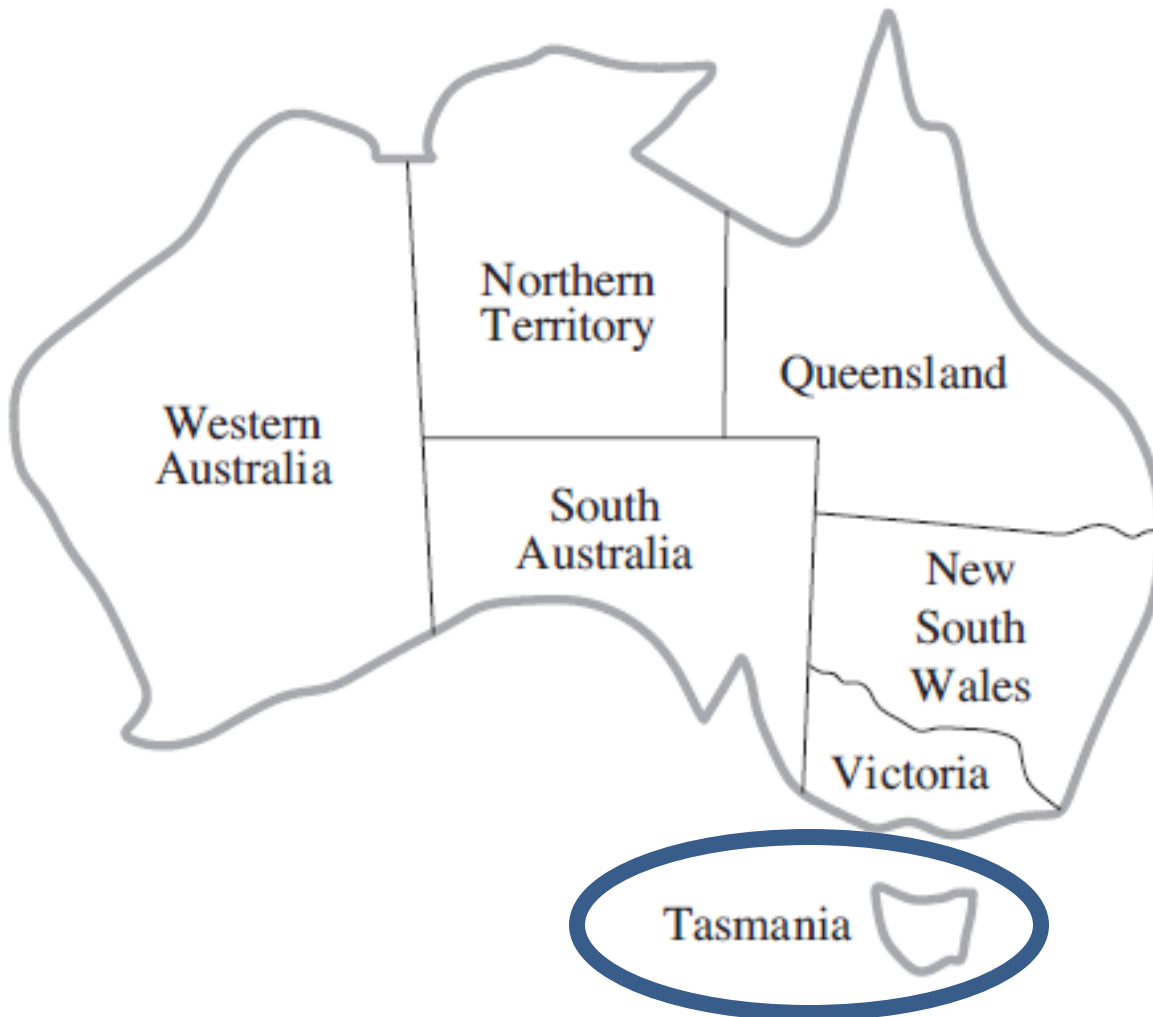 Northern
Territory
Queensland
Western
Australia
South
Australia
New
South
Wales
Victoria
Tasmania